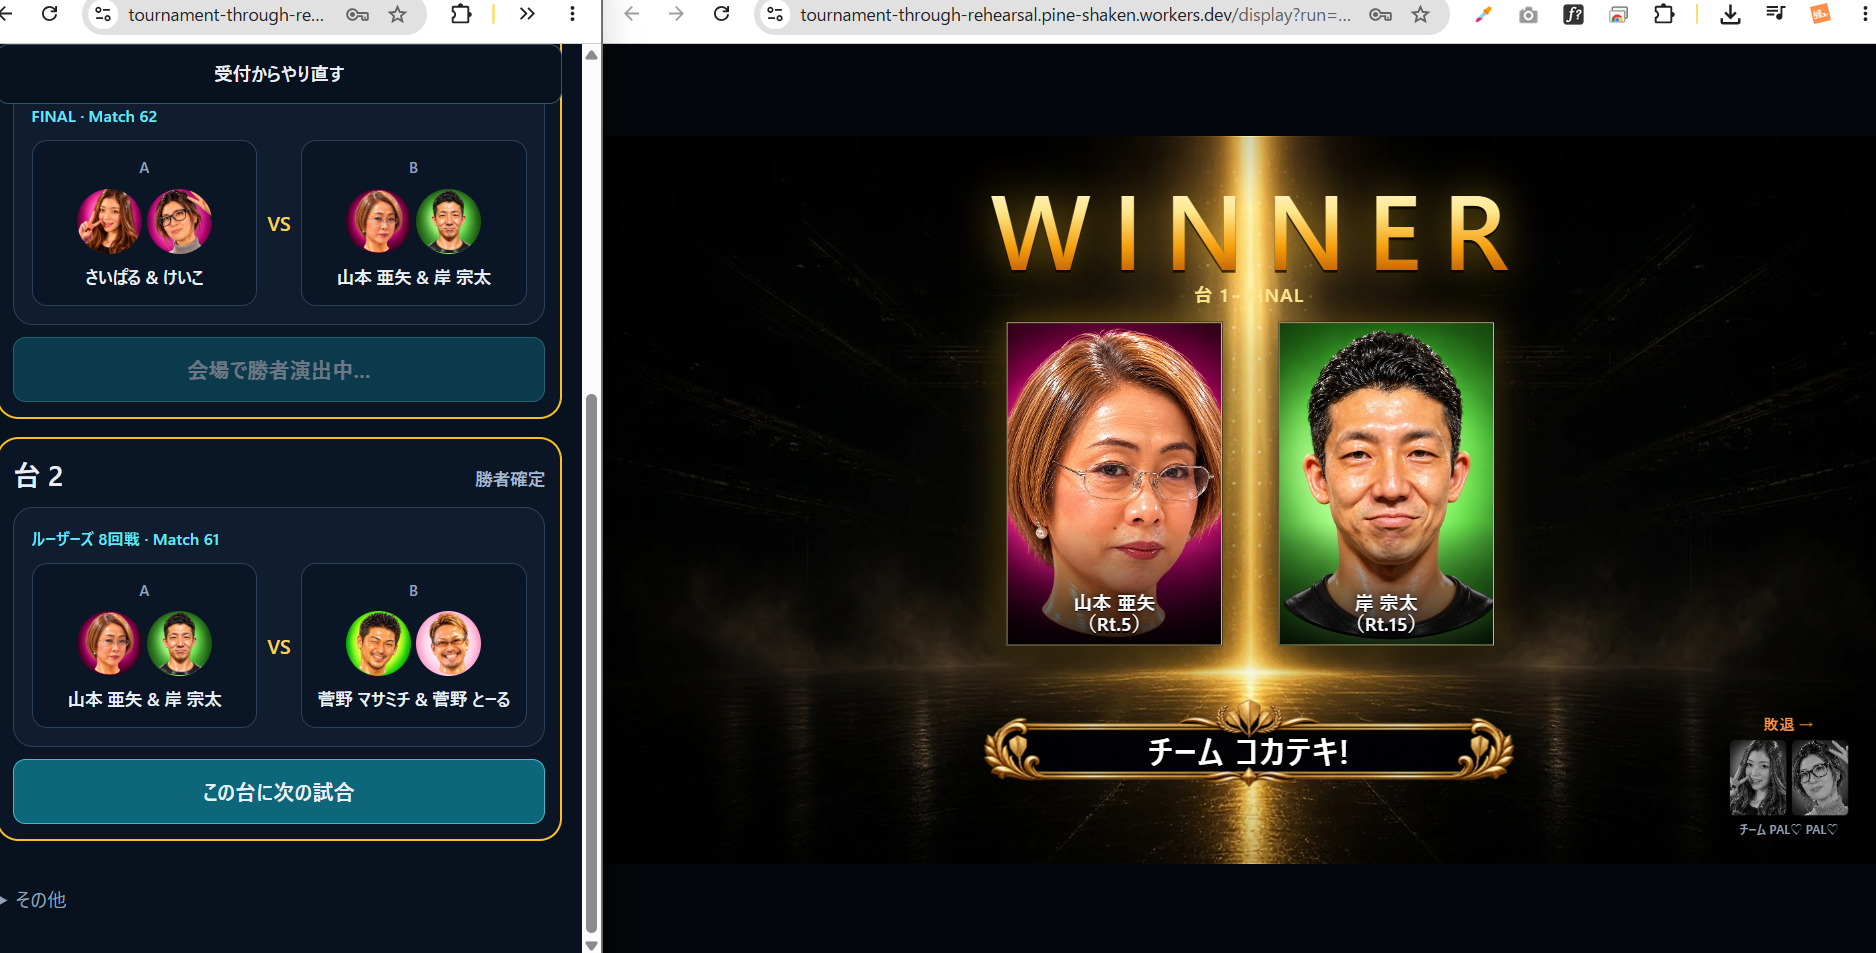 tournament-through-re...
tournament-through-rehearsal.pine-shaken.workers.dev/display?run=...
受付からやり直す
FINAL · Match 62
A
B
VS
さいぱる & けいこ
山本 亜矢 & 岸 宗太
会場で勝者演出中...
台 2
勝者確定
ルーザーズ 8回戦 · Match 61
A
B
VS
山本 亜矢 & 岸 宗太
菅野 マサミチ & 菅野 とーる
この台に次の試合
▸ その他
WINNER
台 1 · FINAL
山本 亜矢
(Rt.5)
岸 宗太
(Rt.15)
チーム コカテキ!
敗退 →
チーム PAL♡ PAL♡